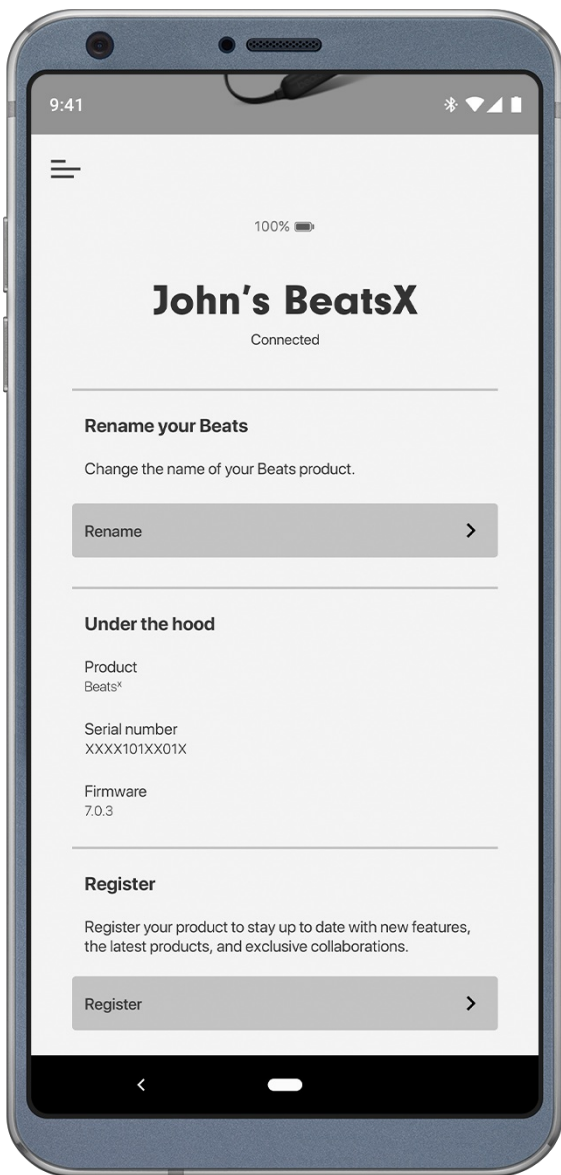 9:41
100%
John's BeatsX
Connected
Rename your Beats
Change the name of your Beats product.
Rename
Under the hood
Product
Beatsˣ
Serial number
XXXX101XX01X
Firmware
7.0.3
Register
Register your product to stay up to date with new features,
the latest products, and exclusive collaborations.
Register